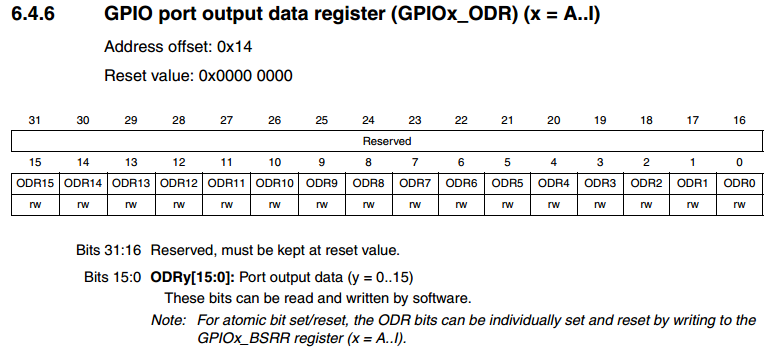 6.4.6 GPIO port output data register (GPIOx_ODR) (x = A..I)
Address offset: 0x14
Reset value: 0x0000 0000
31 30 29 28 27 26 25 24 23 22 21 20 19 18 17 16
Reserved
15 14 13 12 11 10 9 8 7 6 5 4 3 2 1 0
ODR15 ODR14 ODR13 ODR12 ODR11 ODR10 ODR9 ODR8 ODR7 ODR6 ODR5 ODR4 ODR3 ODR2 ODR1 ODR0
rw rw rw rw rw rw rw rw rw rw rw rw rw rw rw rw
Bits 31:16 Reserved, must be kept at reset value.
Bits 15:0 ODRy[15:0]: Port output data (y = 0..15)
These bits can be read and written by software.
Note: For atomic bit set/reset, the ODR bits can be individually set and reset by writing to the
GPIOx_BSRR register (x = A..I).